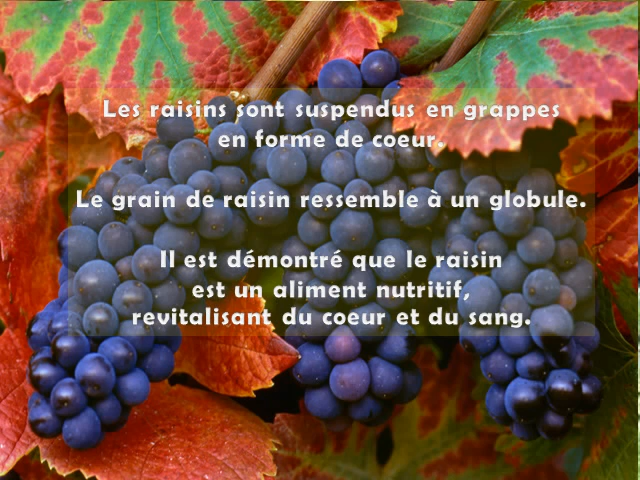 Les raisins sont suspendus en grappes
en forme de coeur.
Le grain de raisin ressemble à un globule.
Il est démontré que le raisin
est un aliment nutritif,
revitalisant du coeur et du sang.